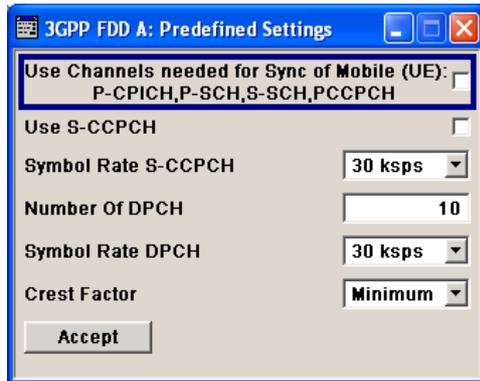 3GPP FDD A: Predefined Settings
Use Channels needed for Sync of Mobile (UE):
P-CPICH,P-SCH,S-SCH,PCCPCH
Use S-CCPCH
Symbol Rate S-CCPCH 30 ksps
Number Of DPCH 10
Symbol Rate DPCH 30 ksps
Crest Factor Minimum
Accept